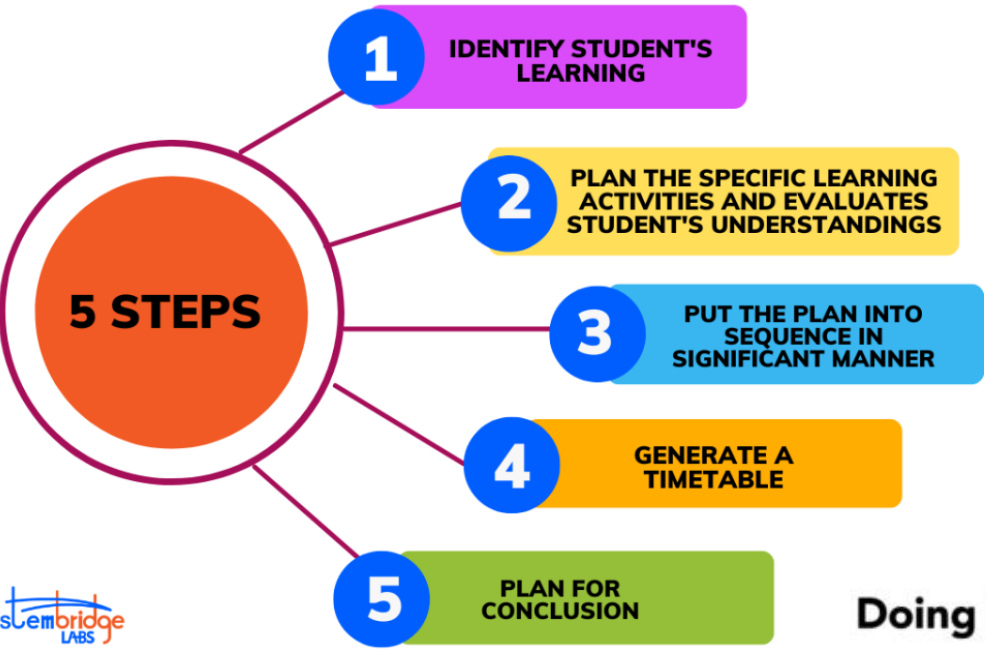 1
IDENTIFY STUDENT'S
LEARNING
2
PLAN THE SPECIFIC LEARNING
ACTIVITIES AND EVALUATES
STUDENT'S UNDERSTANDINGS
5 STEPS
3
PUT THE PLAN INTO
SEQUENCE IN
SIGNIFICANT MANNER
4
GENERATE A
TIMETABLE
5
PLAN FOR
CONCLUSION
stembridge
LABS
Doing